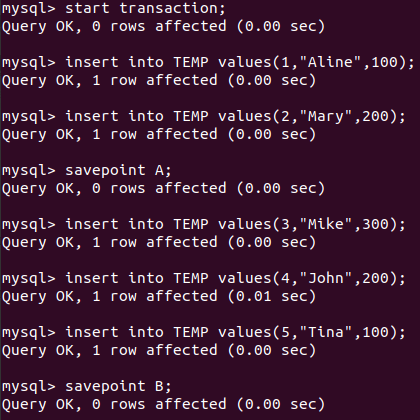 mysql> start transaction;
Query OK, 0 rows affected (0.00 sec)
mysql> insert into TEMP values(1,"Aline",100);
Query OK, 1 row affected (0.00 sec)
mysql> insert into TEMP values(2,"Mary",200);
Query OK, 1 row affected (0.00 sec)
mysql> savepoint A;
Query OK, 0 rows affected (0.00 sec)
mysql> insert into TEMP values(3,"Mike",300);
Query OK, 1 row affected (0.00 sec)
mysql> insert into TEMP values(4,"John",200);
Query OK, 1 row affected (0.01 sec)
mysql> insert into TEMP values(5,"Tina",100);
Query OK, 1 row affected (0.00 sec)
mysql> savepoint B;
Query OK, 0 rows affected (0.00 sec)